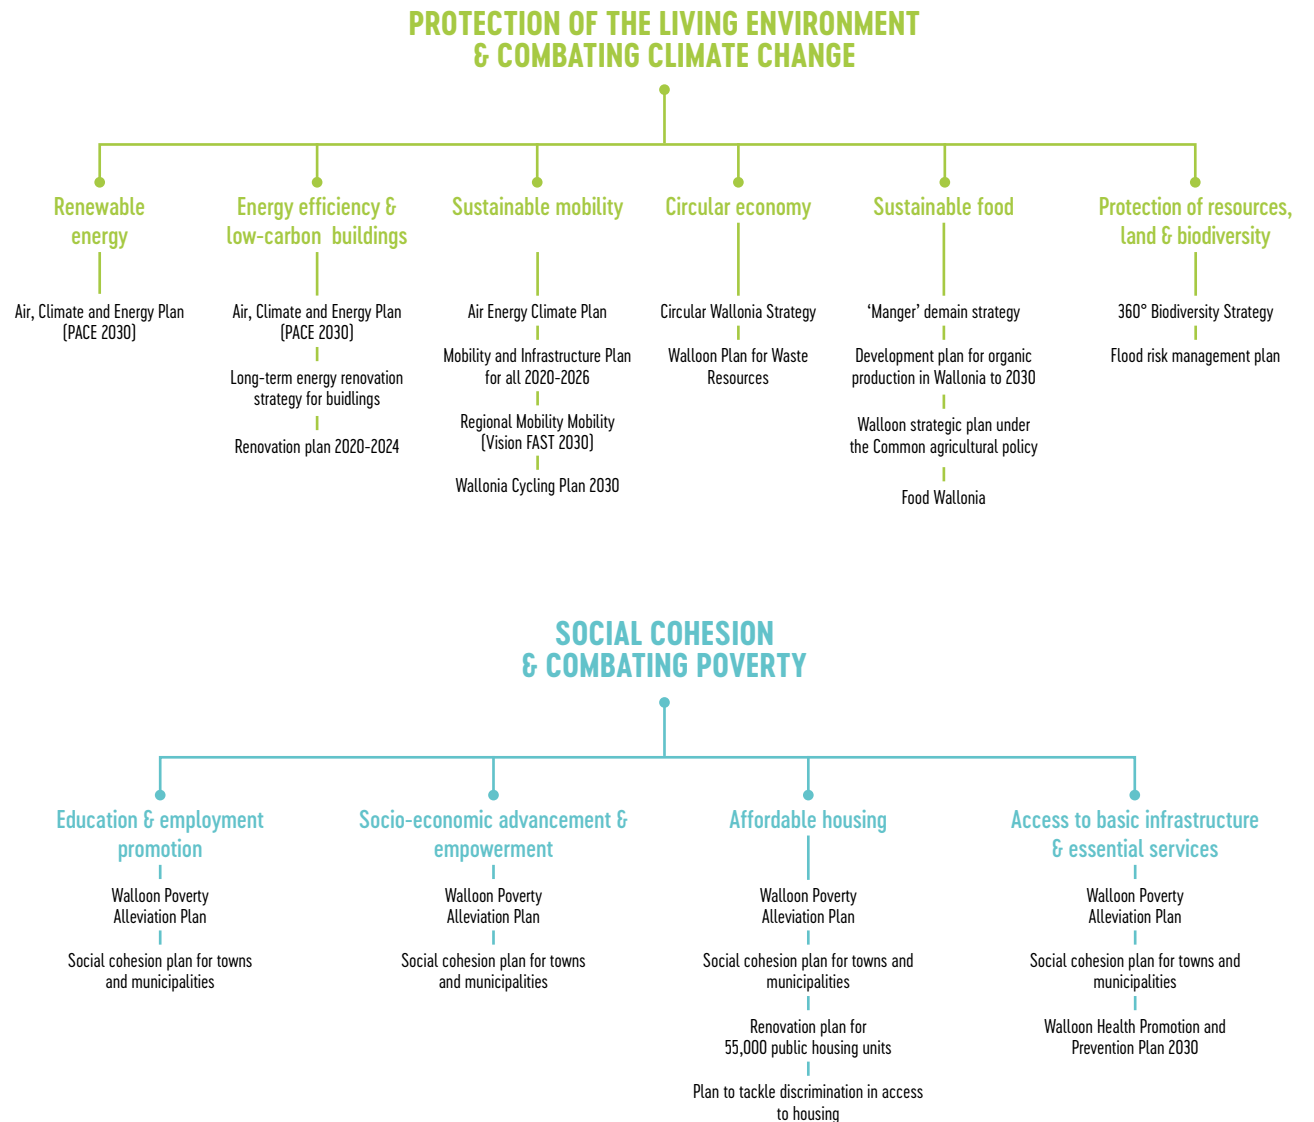 PROTECTION OF THE LIVING ENVIRONMENT
& COMBATING CLIMATE CHANGE
Renewable
energy
Air, Climate and Energy Plan
(PACE 2030)
Energy efficiency &
low-carbon buildings
Air, Climate and Energy Plan
(PACE 2030)
Long-term energy renovation
strategy for buidlings
Renovation plan 2020-2024
Sustainable mobility
Air Energy Climate Plan
Mobility and Infrastructure Plan
for all 2020-2026
Regional Mobility Mobility
(Vision FAST 2030)
Wallonia Cycling Plan 2030
Circular economy
Circular Wallonia Strategy
Walloon Plan for Waste
Resources
Sustainable food
‘Manger’ demain strategy
Development plan for organic
production in Wallonia to 2030
Walloon strategic plan under
the Common agricultural policy
Food Wallonia
Protection of resources,
land & biodiversity
360° Biodiversity Strategy
Flood risk management plan
SOCIAL COHESION
& COMBATING POVERTY
Education & employment
promotion
Walloon Poverty
Alleviation Plan
Social cohesion plan for towns
and municipalities
Socio-economic advancement &
empowerment
Walloon Poverty
Alleviation Plan
Social cohesion plan for towns
and municipalities
Affordable housing
Walloon Poverty
Alleviation Plan
Social cohesion plan for towns and
municipalities
Renovation plan for
55,000 public housing units
Plan to tackle discrimination in access
to housing
Access to basic infrastructure
& essential services
Walloon Poverty
Alleviation Plan
Social cohesion plan for towns and
municipalities
Walloon Health Promotion and
Prevention Plan 2030